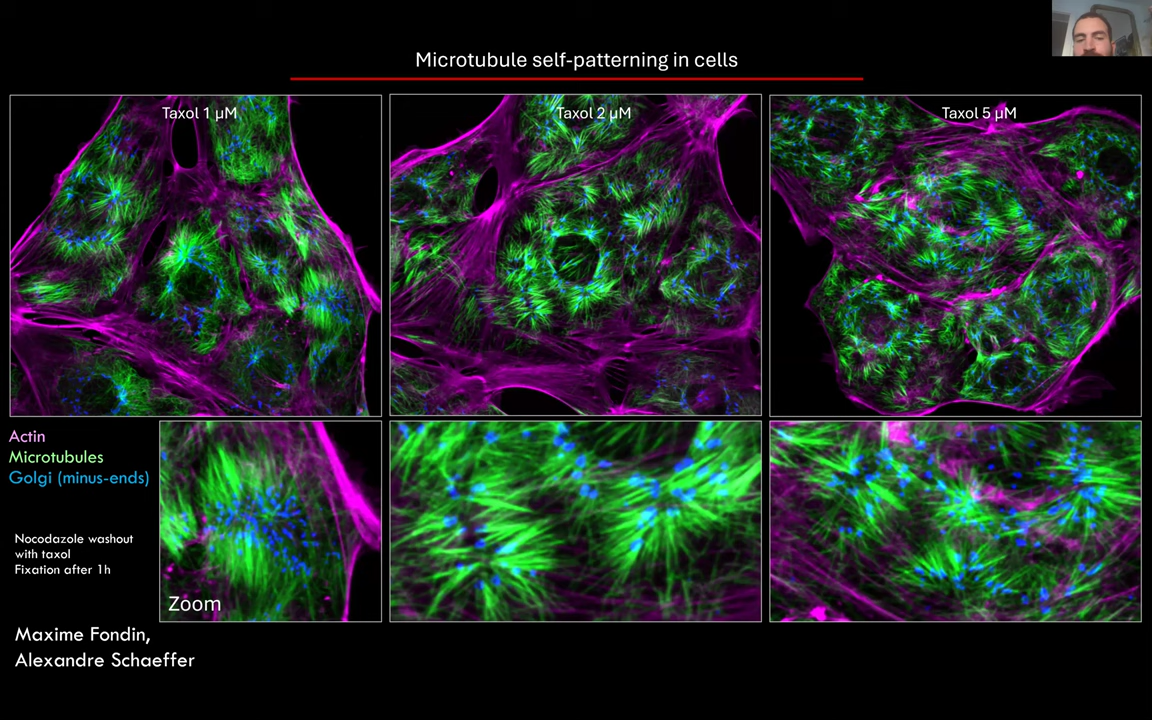 Microtubule self-patterning in cells
Taxol 1 µM
Taxol 2 µM
Taxol 5 µM
Actin
Microtubules
Golgi (minus-ends)
Nocodazole washout
with taxol
Fixation after 1h
Zoom
Maxime Fondin,
Alexandre Schaeffer